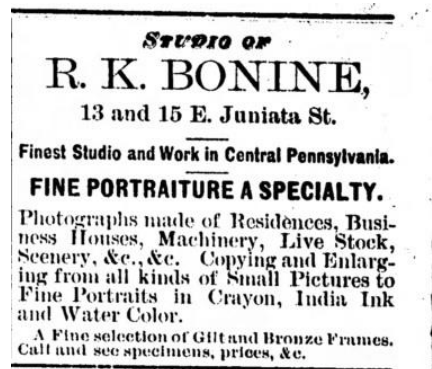 STUDIO OF
R. K. BONINE,
13 and 15 E. Juniata St.
Finest Studio and Work in Central Pennsylvania.
FINE PORTRAITURE A SPECIALTY.
Photographs made of Residences, Busi-
ness Houses, Machinery, Live Stock,
Scenery, &c., &c. Copying and Enlarg-
ing from all kinds of Small Pictures to
Fine Portraits in Crayon, India Ink
and Water Color.
A Fine selection of Gilt and Bronze Frames.
Call and see specimens, prices, &c.